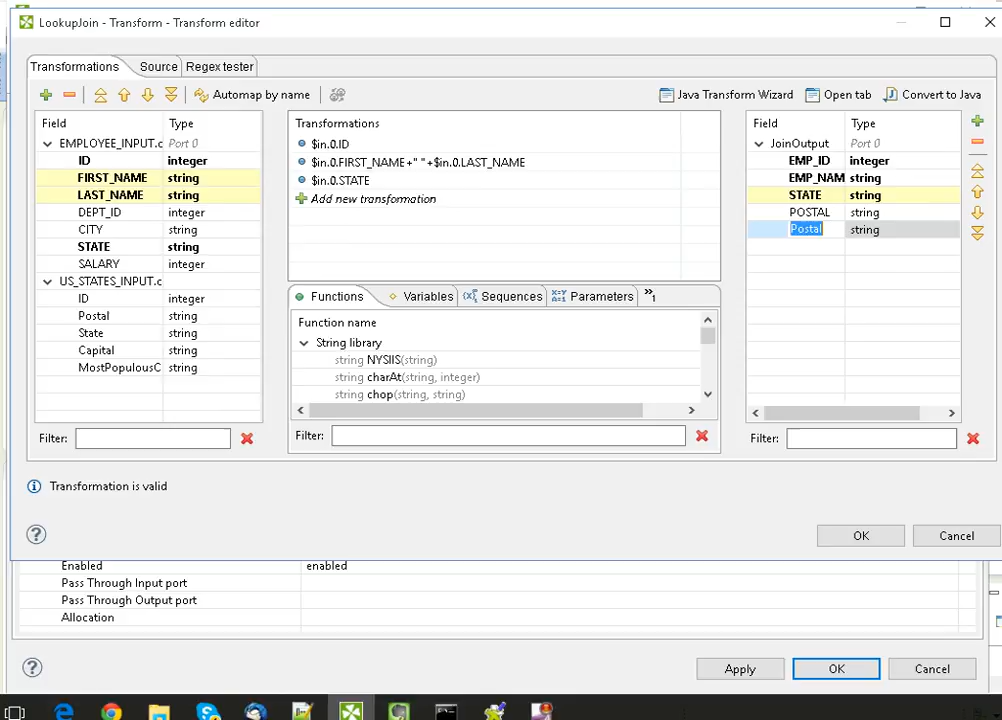 LookupJoin - Transform - Transform editor
Transformations Source Regex tester
Automap by name Java Transform Wizard Open tab Convert to Java
Field Type
EMPLOYEE_INPUT.c Port 0
ID integer
FIRST_NAME string
LAST_NAME string
DEPT_ID integer
CITY string
STATE string
SALARY string
US_STATES_INPUT.c
ID integer
Postal string
State string
Capital string
MostPopulousC string
Filter:
Transformations
$in.0.ID
$in.0.FIRST_NAME+" "+$in.0.LAST_NAME
$in.0.STATE
Add new transformation
Functions Variables Sequences Parameters »1
Function name
String library
string NYSIIS(string)
string charAt(string, integer)
string chop(string, string)
Filter:
Field Type
JoinOutput Port 0
EMP_ID integer
EMP_NAM string
STATE string
POSTAL string
Postal string
Filter:
Transformation is valid
OK Cancel
Enabled enabled
Pass Through Input port
Pass Through Output port
Allocation
Apply OK Cancel